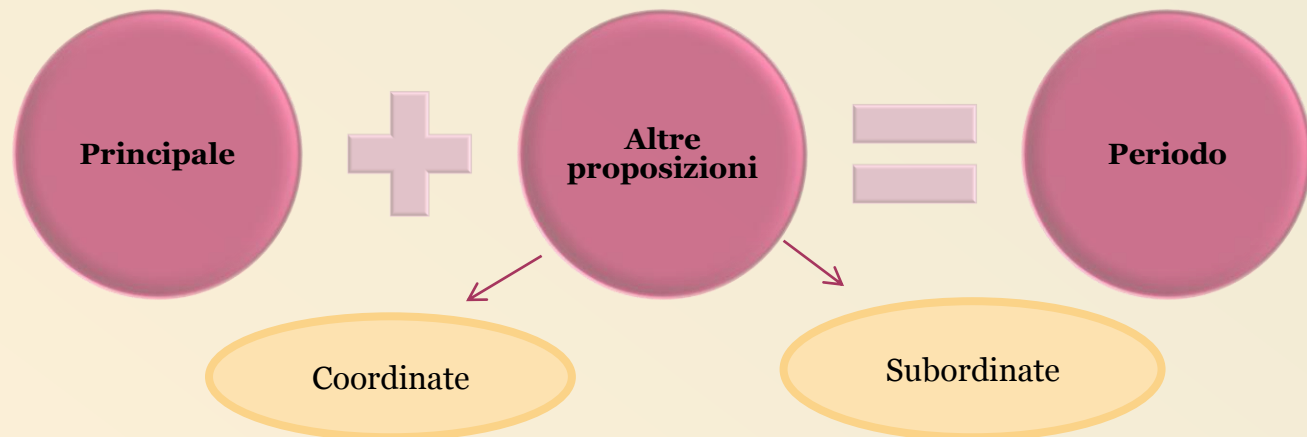 Principale
Altre
proposizioni
Periodo
Coordinate
Subordinate